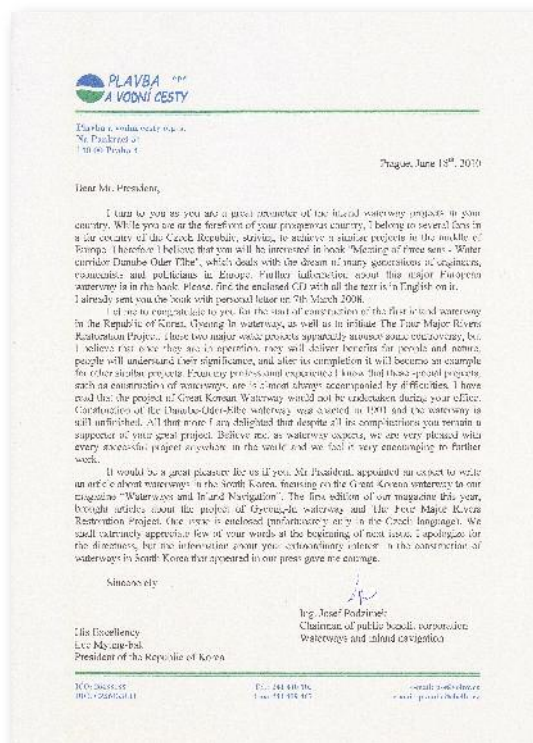 PLAVBA
A VODNÍ CESTY
Plavba a vodní cesty o.p.s.
Na Pankráci
Praha 4
Prague, June 18th, 2010
Dear Mr. President,
I turn to you as you are a great promoter of the inland waterway projects in your
country. While you are at the forefront of your prosperous country, I belong to several fans in
a far country of the Czech Republic, striving to achieve a similar projects in the middle of
Europe. Therefore I believe that you will be interested in book "Meeting of three seas - Water
corridor Danube Oder Elbe", which deals with the dream of many generations of engineers,
economists and politicians in Europe. Further information about this major European
waterway is in the book. Please, find the enclosed CD with all the text is in English on it.
I already sent you the book with personal letter on 7th March 2008.
I dare to congratulate to you for the start of construction of the first inland waterway
in the Republic of Korea, Gyeong-In waterway, as well as to initiate The Four Major Rivers
Restoration Project. These two major water projects apparently arouse some controversy, but
I believe that once they are in operation, they will deliver benefits for people and nature,
people will understand their significance, and after its completion it will become an example
for other similar projects. From my professional experience I know that these special projects,
such as construction of waterways, are is almost always accompanied by difficulties. I have
read that the project of Great Korean Waterway would not be undertaken during your office.
Construction of the Danube-Oder-Elbe waterway was enacted in 1901 and the waterway is
still unfinished. All that more I am delighted that despite all its complications you remain a
supporter of your great project. Believe me, as waterway experts, we are very pleased with
every successful project anywhere in the world and we feel it very encouraging to further
work.
It would be a great pleasure for us if you, Mr. President, appointed an expert to write
an article about waterways in the South Korea, focusing on the Great Korean waterway to our
magazine "Waterways and Inland Navigation". The first edition of our magazine this year,
brought articles about the project of Gyeong-In waterway and The Four Major Rivers
Restoration Project. One issue is enclosed (unfortunately only in the Czech language). We
shall extremely appreciate few of your words at the beginning of next issue. I apologize for
the directness, but the information about your extraordinary interest in the construction of
waterways in South Korea that appeared in our press gave me courage.
Sincerely
Ing. Josef Podzimek
Chairman of public benefit corporation
Waterways and inland navigation
His Excellency
Lee Myung-bak
President of the Republic of Korea